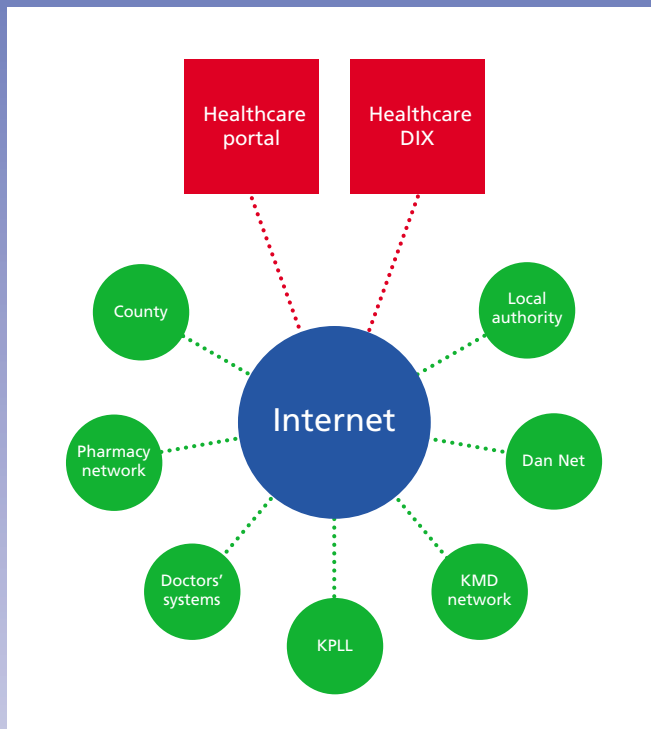 Healthcare
portal
Healthcare
DIX
County
Local
authority
Internet
Pharmacy
network
Dan Net
Doctors’
systems
KMD
network
KPLL